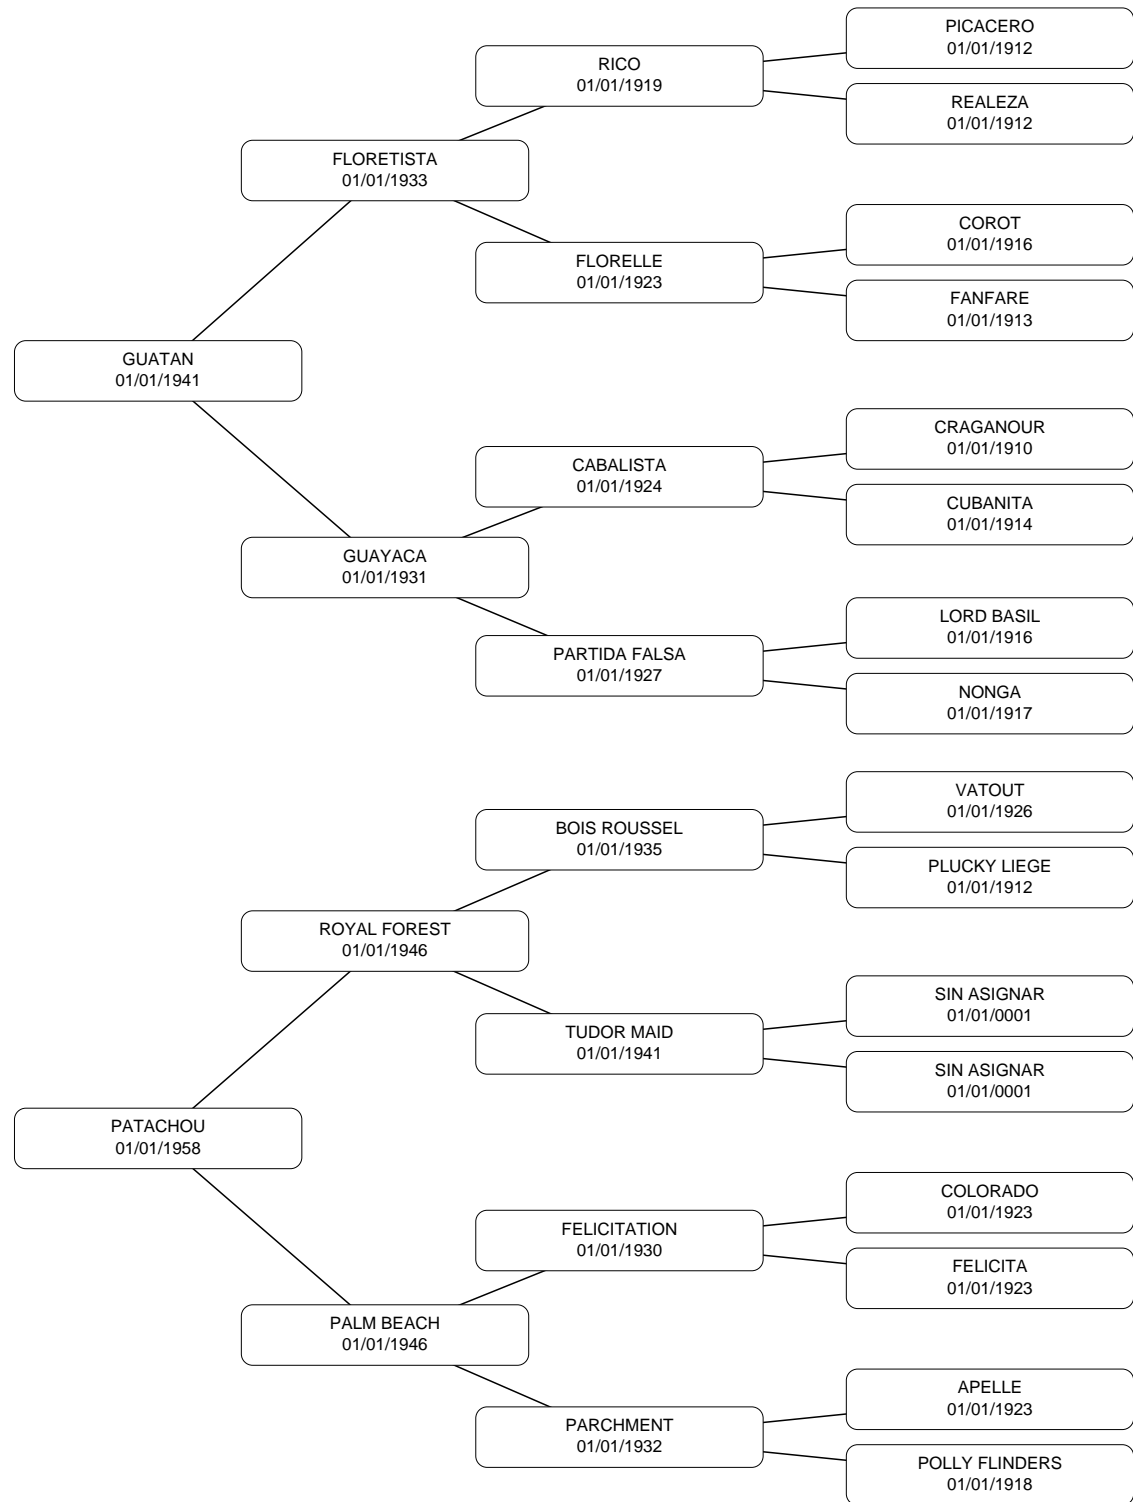 PICACERO
01/01/1912
RICO
01/01/1919
REALEZA
01/01/1912
FLORETISTA
01/01/1933
COROT
01/01/1916
FLORELLE
01/01/1923
FANFARE
01/01/1913
GUATAN
01/01/1941
CRAGANOUR
01/01/1910
CABALISTA
01/01/1924
CUBANITA
01/01/1914
GUAYACA
01/01/1931
LORD BASIL
01/01/1916
PARTIDA FALSA
01/01/1927
NONGA
01/01/1917
VATOUT
01/01/1926
BOIS ROUSSEL
01/01/1935
PLUCKY LIEGE
01/01/1912
ROYAL FOREST
01/01/1946
SIN ASIGNAR
01/01/0001
TUDOR MAID
01/01/1941
SIN ASIGNAR
01/01/0001
PATACHOU
01/01/1958
COLORADO
01/01/1923
FELICITATION
01/01/1930
FELICITA
01/01/1923
PALM BEACH
01/01/1946
APELLE
01/01/1923
PARCHMENT
01/01/1932
POLLY FLINDERS
01/01/1918